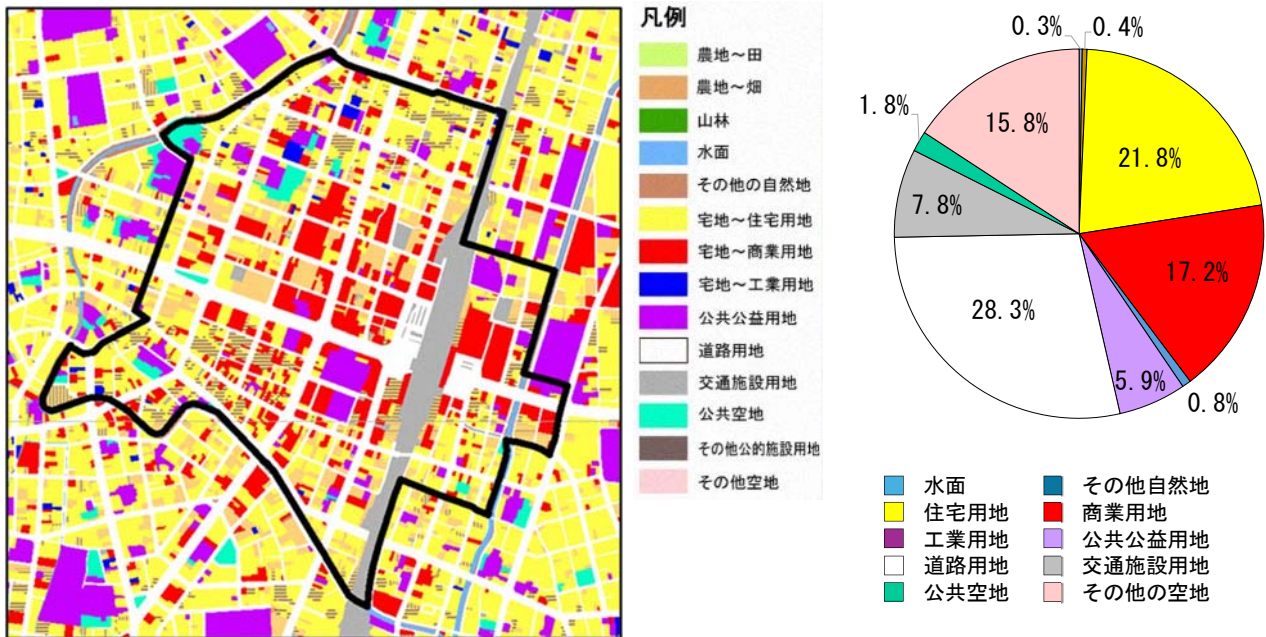 凡例
農地～田
農地～畑
山林
水面
その他の自然地
宅地～住宅用地
宅地～商業用地
宅地～工業用地
公共公益用地
道路用地
交通施設用地
公共空地
その他公的施設用地
その他空地
0.3%
0.4%
21.8%
17.2%
0.8%
5.9%
28.3%
7.8%
1.8%
15.8%
水面 その他自然地
住宅用地 商業用地
工業用地 公共公益用地
道路用地 交通施設用地
公共空地 その他の空地